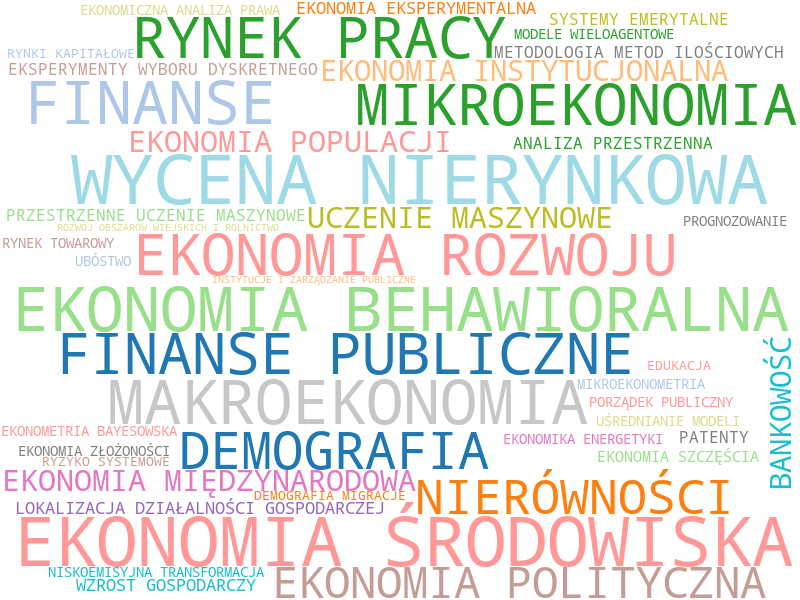 EKONOMICZNA ANALIZA PRAWA
EKONOMIA EKSPERYMENTALNA
SYSTEMY EMERYTALNE
RYNEK PRACY
MODELE WIELOAGENTOWE
RYNKI KAPITAŁOWE
METODOLOGIA METOD ILOŚCIOWYCH
EKSPERYMENTY WYBORU DYSKRETNEGO
EKONOMIA INSTYTUCJONALNA
FINANSE
MIKROEKONOMIA
EKONOMIA POPULACJI
ANALIZA PRZESTRZENNA
WYCENA NIERYNKOWA
PRZESTRZENNE UCZENIE MASZYNOWE
UCZENIE MASZYNOWE
PROGNOZOWANIE
ROZWÓJ OBSZARÓW WIEJSKICH I ROLNICTWO
RYNEK TOWAROWY
EKONOMIA ROZWOJU
UBÓSTWO
INSTYTUCJE I ZARZĄDZANIE PUBLICZNE
EKONOMIA BEHAWIORALNA
FINANSE PUBLICZNE
BANKOWOŚĆ
EDUKACJA
MAKROEKONOMIA
MIKROEKONOMETRIA
PORZĄDEK PUBLICZNY
UŚREDNIANIE MODELI
EKONOMETRIA BAYESOWSKA
DEMOGRAFIA
EKONOMIKA ENERGETYKI
PATENTY
EKONOMIA ZŁOŻONOŚCI
EKONOMIA SZCZĘŚCIA
RYZYKO SYSTEMOWE
EKONOMIA MIĘDZYNARODOWA
NIERÓWNOŚCI
DEMOGRAFIA MIGRACJE
LOKALIZACJA DZIAŁALNOŚCI GOSPODARCZEJ
EKONOMIA ŚRODOWISKA
NISKOEMISYJNA TRANSFORMACJA
EKONOMIA POLITYCZNA
WZROST GOSPODARCZY